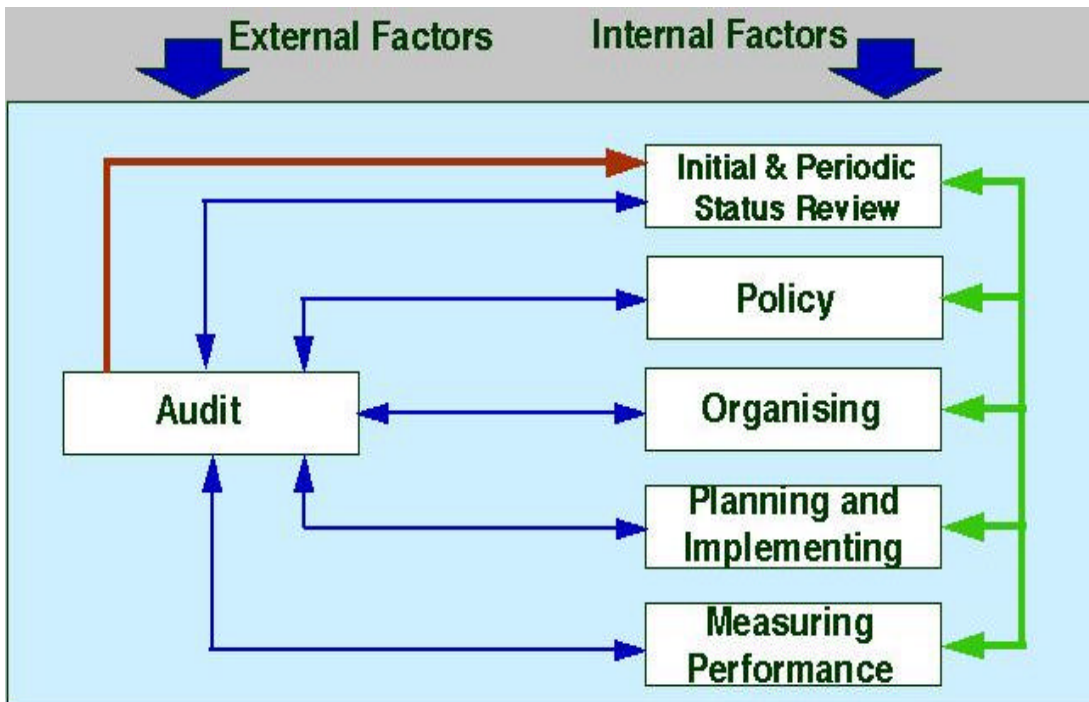 External Factors
Internal Factors
Initial & Periodic
Status Review
Policy
Audit
Organising
Planning and
Implementing
Measuring
Performance